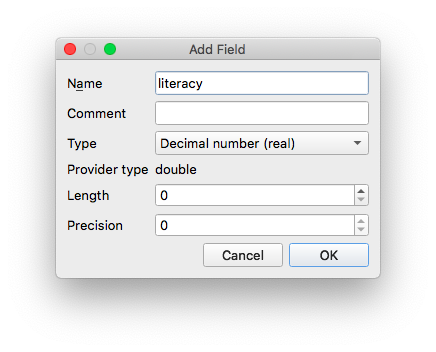 Add Field
Name literacy
Comment
Type Decimal number (real)
Provider type double
Length 0
Precision 0
Cancel OK